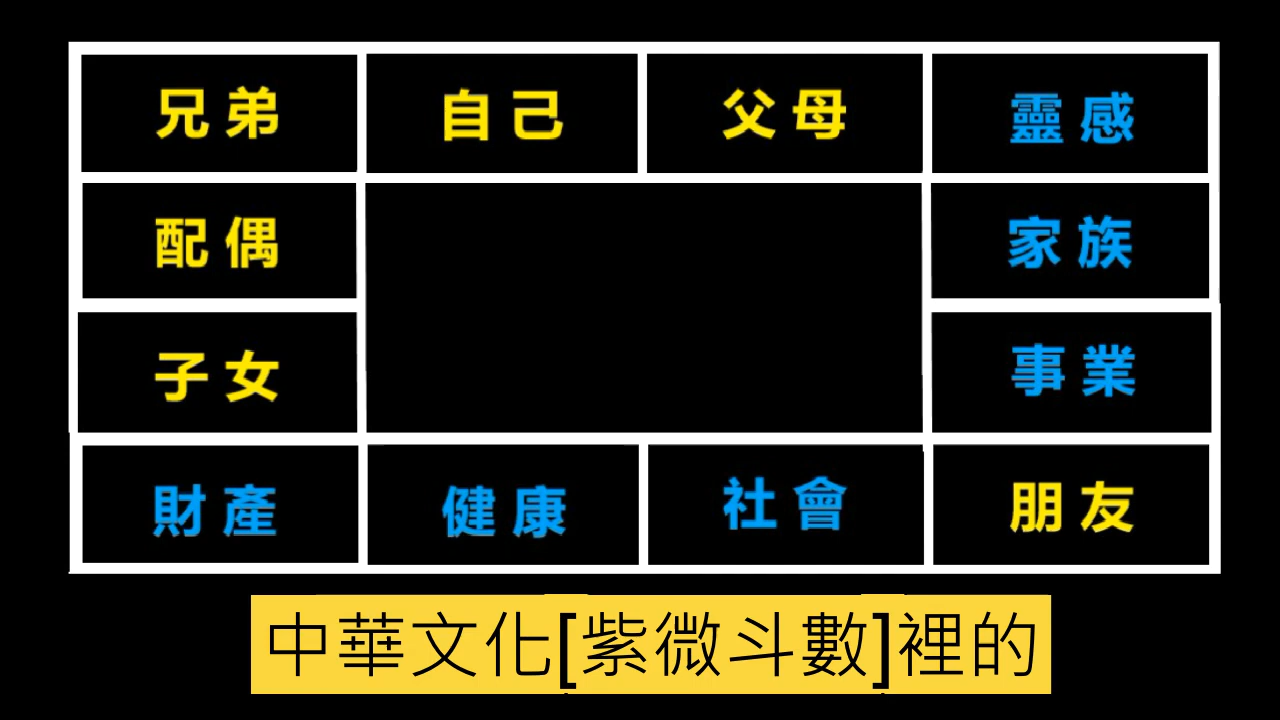 兄弟 自己 父母 靈感
配偶 家族
子女 事業
財產 健康 社會 朋友
中華文化[紫微斗數]裡的